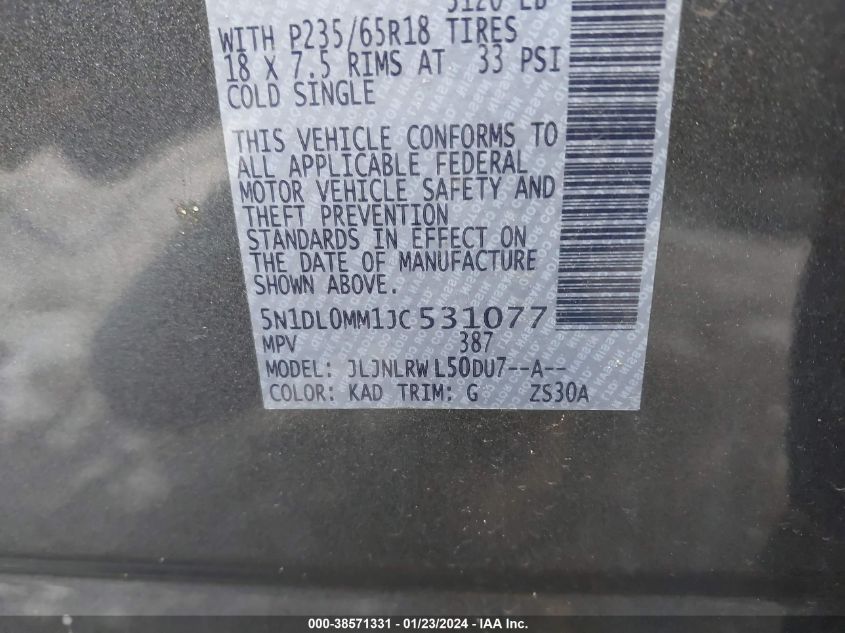 WITH P235/65R18 TIRES
18 X 7.5 RIMS AT 33 PSI
COLD SINGLE
THIS VEHICLE CONFORMS TO
ALL APPLICABLE FEDERAL
MOTOR VEHICLE SAFETY AND
THEFT PREVENTION
STANDARDS IN EFFECT ON
THE DATE OF MANUFACTURE
SHOWN ABOVE.
5N1DL0MM1JC531077
MPV 387
MODEL: JLJNLRWL50DU7--A--
COLOR: KAD TRIM: G ZS30A
000-38571331 - 01/23/2024 - IAA Inc.